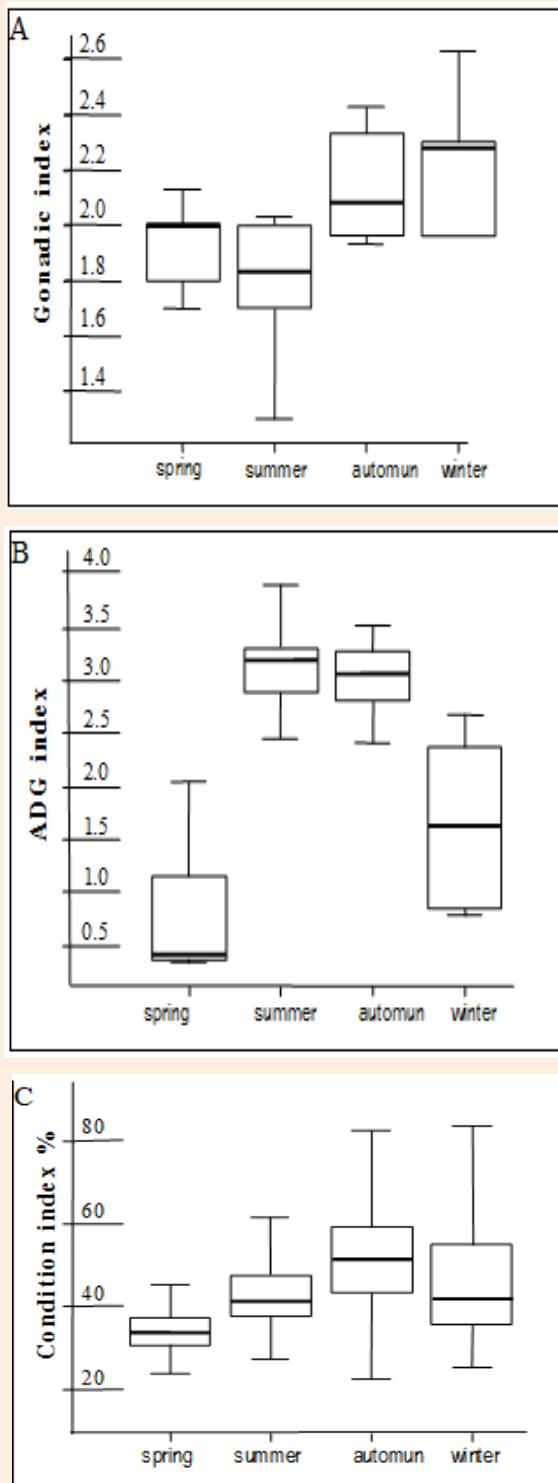 A
2.6
2.4
2.2
2.0
1.8
1.6
1.4
Gonadic index
spring summer automun winter
B
4.0
3.5
3.0
2.5
2.0
1.5
1.0
0.5
ADG index
spring summer automun winter
C
80
60
40
20
Condition index %
spring summer automun winter